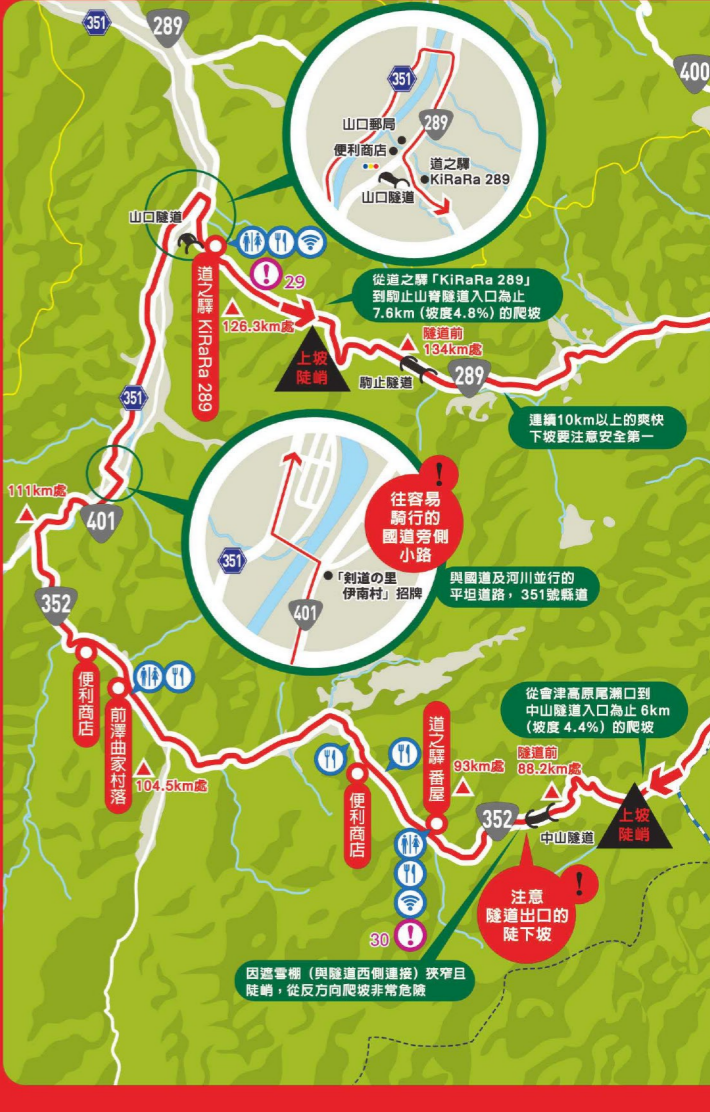 351
289
400
351
山口郵局
289
便利商店
道之驛
KiRaRa 289
山口隧道
山口隧道
29
道之驛 KiRaRa 289
126.3km處
從道之驛「KiRaRa 289」
到駒止山脊隧道入口為止
7.6km（坡度4.8%）的爬坡
上坡
陡峭
隧道前
134km處
駒止隧道
289
連續10km以上的爽快
下坡要注意安全第一
351
111km處
401
351
「剣道の里
伊南村」招牌
401
往容易
騎行的
國道旁側
小路
與國道及河川並行的
平坦道路，351號縣道
352
便利商店
前澤曲家村落
104.5km處
便利商店
道之驛 番屋
93km處
從會津高原尾瀨口到
中山隧道入口為止 6km
（坡度 4.4%）的爬坡
隧道前
88.2km處
352
中山隧道
上坡
陡峭
注意
隧道出口的
陡下坡
30
因遮雪棚（與隧道西側連接）狹窄且
陡峭，從反方向爬坡非常危險